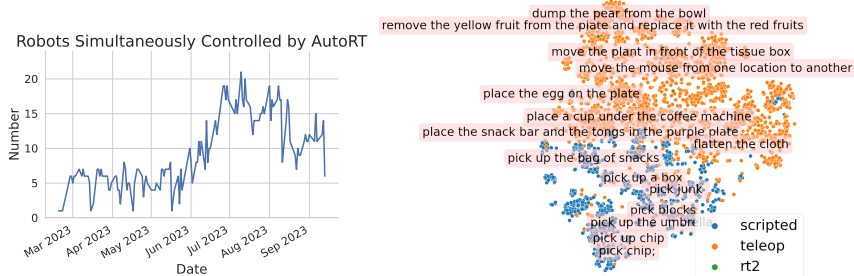 Robots Simultaneously Controlled by AutoRT
Number
20
15
10
5
0
Mar 2023
Apr 2023
May 2023
Jun 2023
Jul 2023
Aug 2023
Sep 2023
Date
dump the pear from the bowl
remove the yellow fruit from the plate and replace it with the red fruits
move the plant in front of the tissue box
move the mouse from one location to another
place the egg on the plate
place a cup under the coffee machine
place the snack bar and the tongs in the purple plate
flatten the cloth
pick up the bag of snacks
pick up a box
pick junk
pick blocks
pick up the umbrella
pick up chip
pick chip;
scripted
teleop
rt2